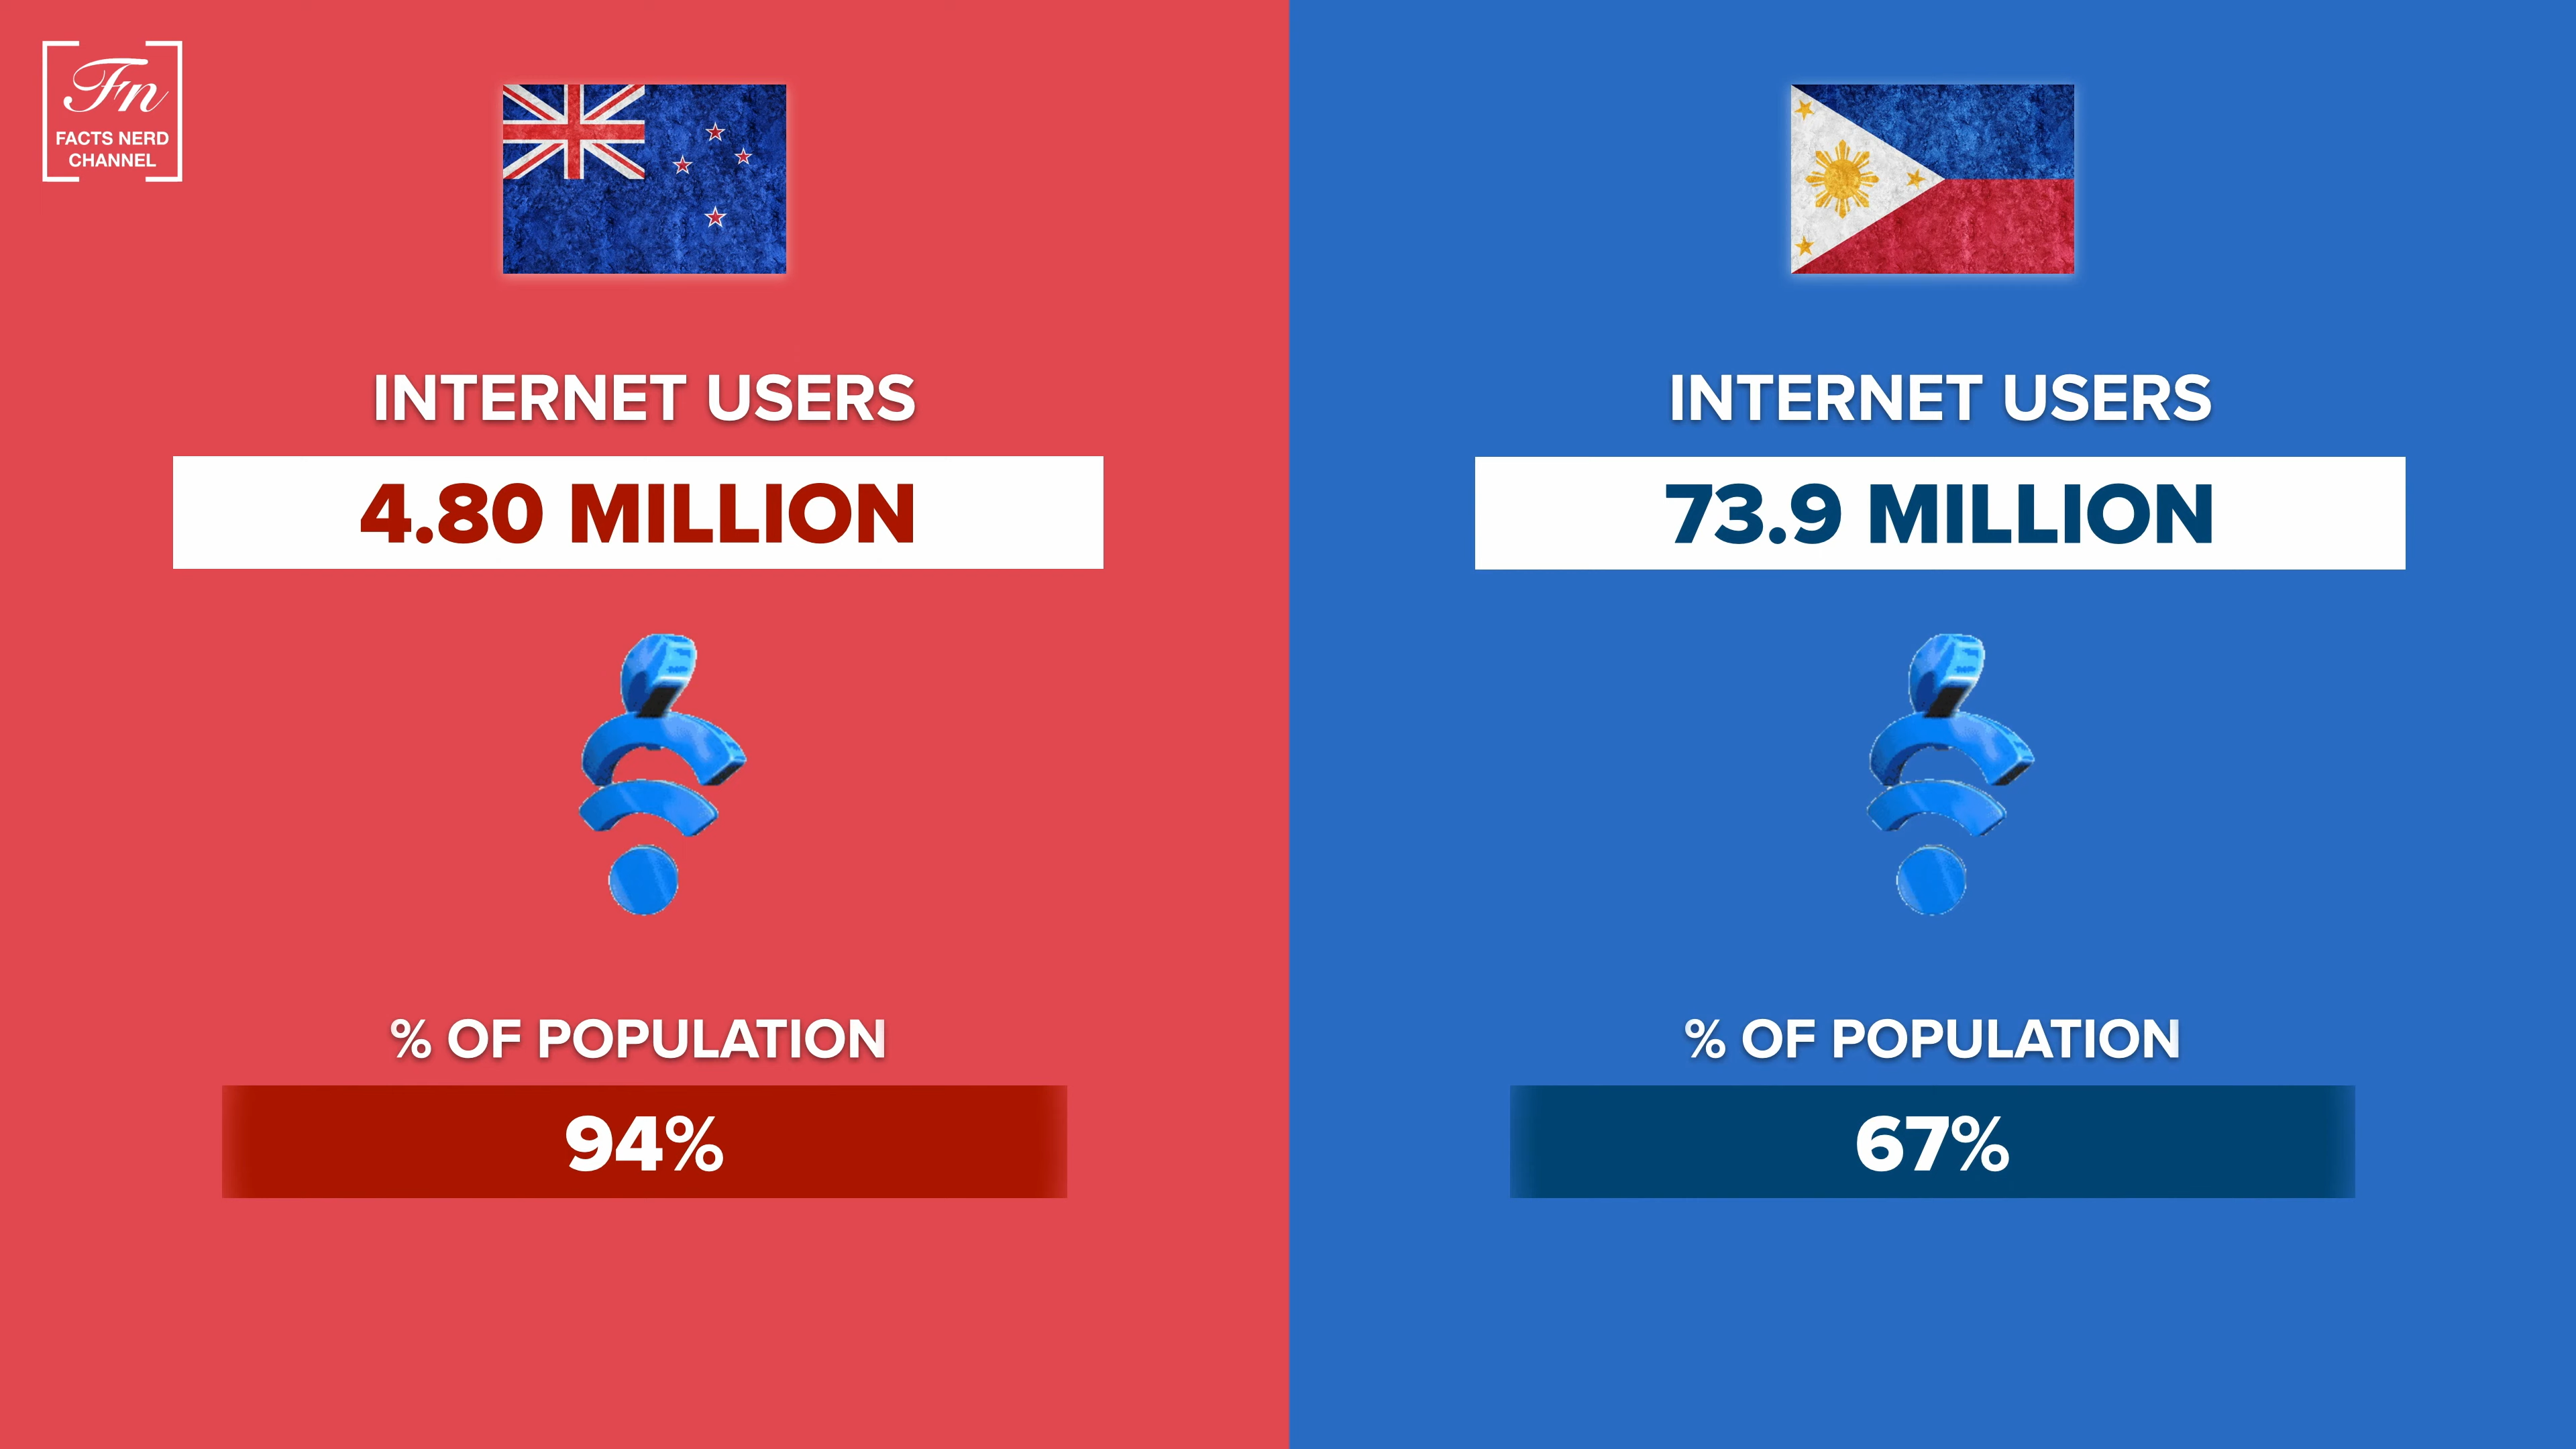 Fn
FACTS NERD
CHANNEL
INTERNET USERS
4.80 MILLION
% OF POPULATION
94%
INTERNET USERS
73.9 MILLION
% OF POPULATION
67%